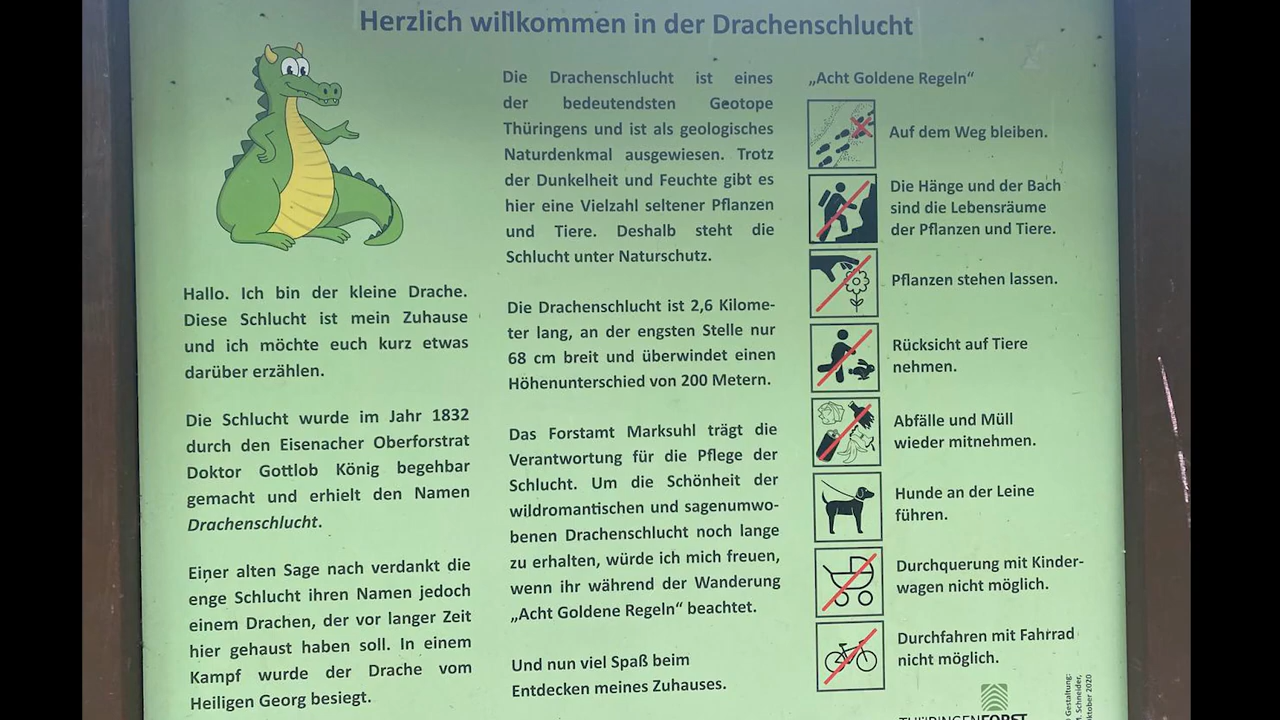 Herzlich willkommen in der Drachenschlucht
Hallo. Ich bin der kleine Drache.
Diese Schlucht ist mein Zuhause
und ich möchte euch kurz etwas
darüber erzählen.
Die Schlucht wurde im Jahr 1832
durch den Eisenacher Oberforstrat
Doktor Gottlob König begehbar
gemacht und erhielt den Namen
Drachenschlucht.
Einer alten Sage nach verdankt die
enge Schlucht ihren Namen jedoch
einem Drachen, der vor langer Zeit
hier gehaust haben soll. In einem
Kampf wurde der Drache vom
Heiligen Georg besiegt.
Die Drachenschlucht ist eines
der bedeutendsten Geotope
Thüringens und ist als geologisches
Naturdenkmal ausgewiesen. Trotz
der Dunkelheit und Feuchte gibt es
hier eine Vielzahl seltener Pflanzen
und Tiere. Deshalb steht die
Schlucht unter Naturschutz.
Die Drachenschlucht ist 2,6 Kilome-
ter lang, an der engsten Stelle nur
68 cm breit und überwindet einen
Höhenunterschied von 200 Metern.
Das Forstamt Marksuhl trägt die
Verantwortung für die Pflege der
Schlucht. Um die Schönheit der
wildromantischen und sagenumwo-
benen Drachenschlucht noch lange
zu erhalten, würde ich mich freuen,
wenn ihr während der Wanderung
„Acht Goldene Regeln“ beachtet.
Und nun viel Spaß beim
Entdecken meines Zuhauses.
„Acht Goldene Regeln“
Auf dem Weg bleiben.
Die Hänge und der Bach
sind die Lebensräume
der Pflanzen und Tiere.
Pflanzen stehen lassen.
Rücksicht auf Tiere
nehmen.
Abfälle und Müll
wieder mitnehmen.
Hunde an der Leine
führen.
Durchquerung mit Kinder-
wagen nicht möglich.
Durchfahren mit Fahrrad
nicht möglich.
THÜRINGENFORST
Gestaltung:
Schneider,
ktober 2020